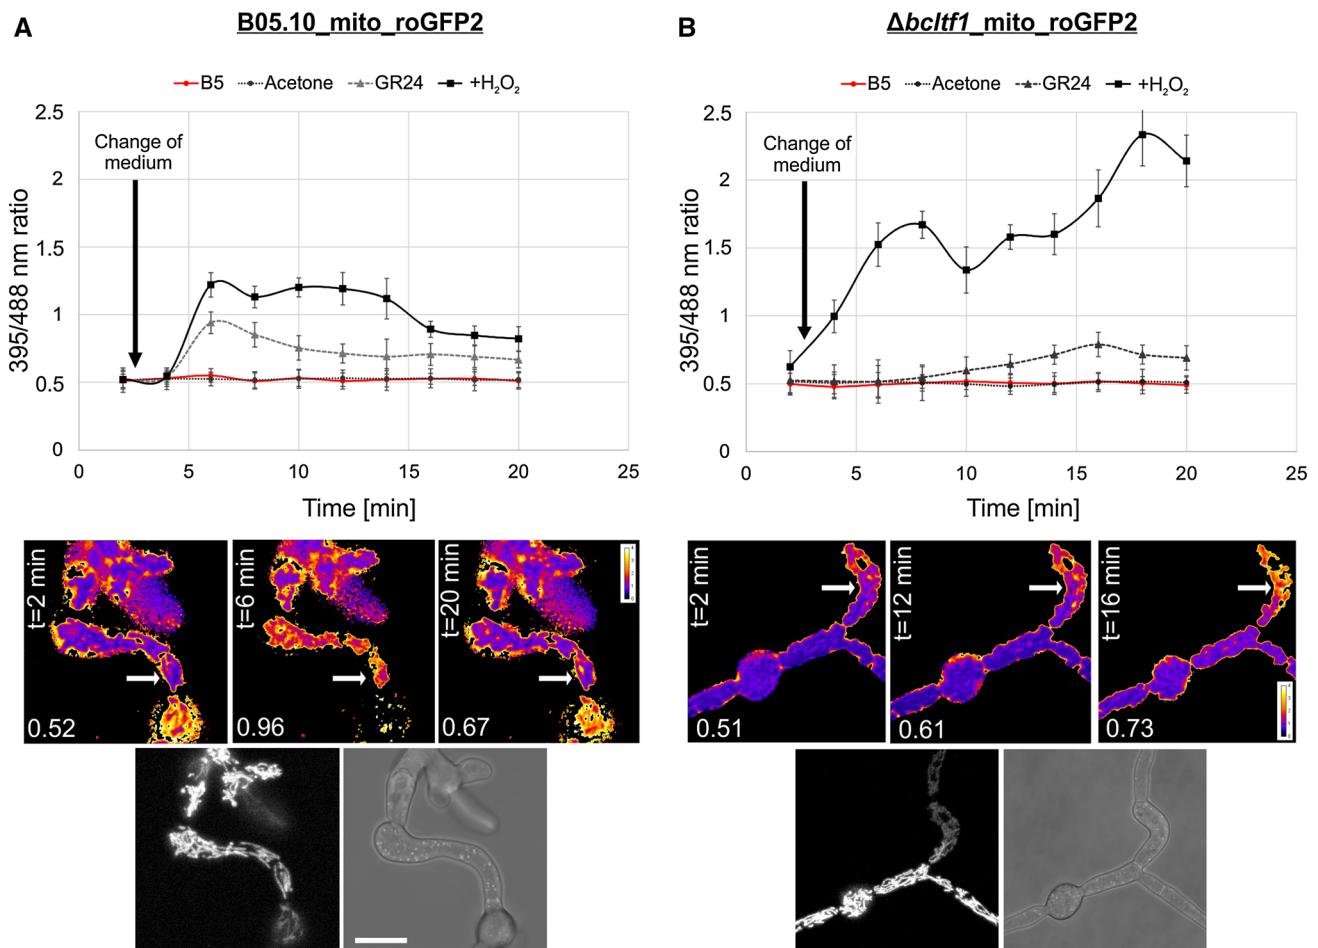 A
B05.10_mito_roGFP2
B5 Acetone GR24 +H₂O₂
Change of
medium
395/488 nm ratio
2.5
2
1.5
1
0.5
0
0 5 10 15 20 25
Time [min]
t=2 min
0.52
t=6 min
0.96
t=20 min
0.67
B
Δbcltf1_mito_roGFP2
B5 Acetone GR24 +H₂O₂
Change of
medium
395/488 nm ratio
2.5
2
1.5
1
0.5
0
0 5 10 15 20 25
Time [min]
t=2 min
0.51
t=12 min
0.61
t=16 min
0.73